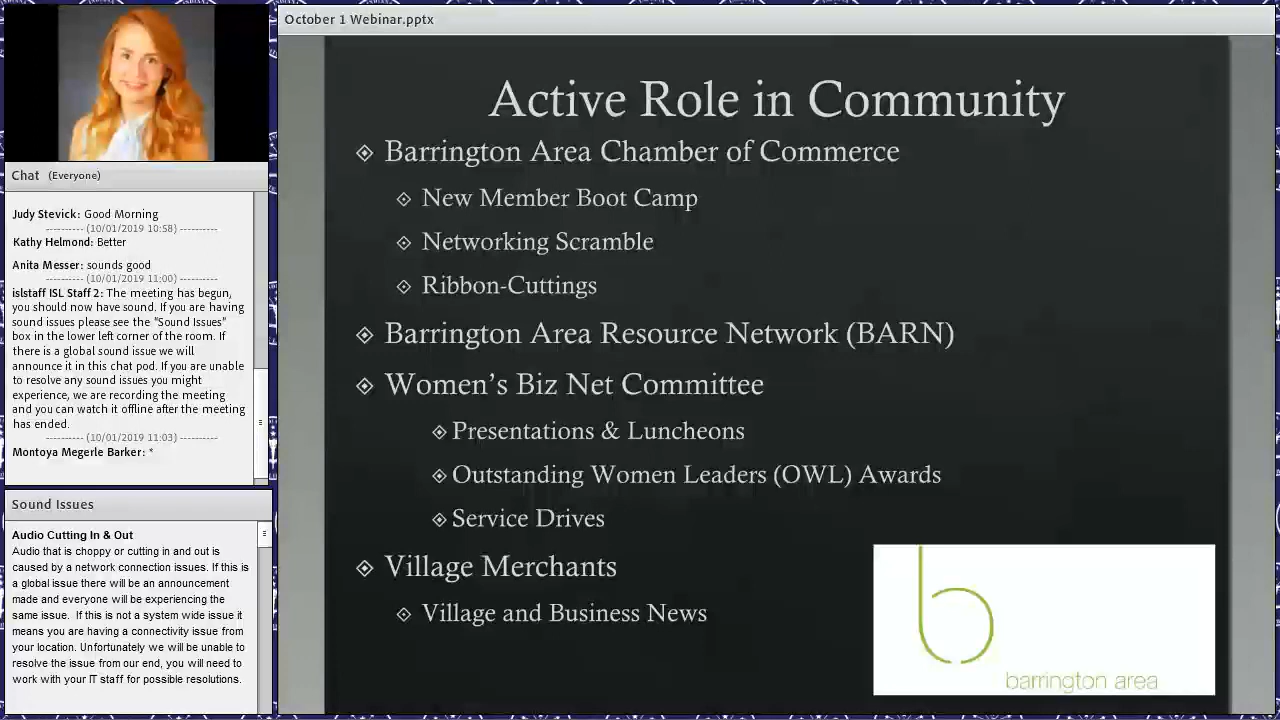 October 1 Webinar.pptx
Chat (Everyone)
Judy Stevick: Good Morning
---------- (10/01/2019 10:58) ----------
Kathy Helmond: Better
Anita Messer: sounds good
---------- (10/01/2019 11:00) ----------
islstaff ISL Staff 2: The meeting has begun,
you should now have sound. If you are having
sound issues please see the "Sound Issues"
box in the lower left corner of the room. If
there is a global sound issue we will
announce it in this chat pod. If you are unable
to resolve any sound issues you might
experience, we are recording the meeting
and you can watch it offline after the meeting
has ended.
---------- (10/01/2019 11:03) ----------
Montoya Megerle Barker: *
Sound Issues
Audio Cutting In & Out
Audio that is choppy or cutting in and out is
caused by a network connection issues. If this is
a global issue there will be an announcement
made and everyone will be experiencing the
same issue. If this is not a system wide issue it
means you are having a connectivity issue from
your location. Unfortunately we will be unable to
resolve the issue from our end, you will need to
work with your IT staff for possible resolutions.
Active Role in Community
Barrington Area Chamber of Commerce
New Member Boot Camp
Networking Scramble
Ribbon-Cuttings
Barrington Area Resource Network (BARN)
Women's Biz Net Committee
Presentations & Luncheons
Outstanding Women Leaders (OWL) Awards
Service Drives
Village Merchants
Village and Business News
b
barrington area